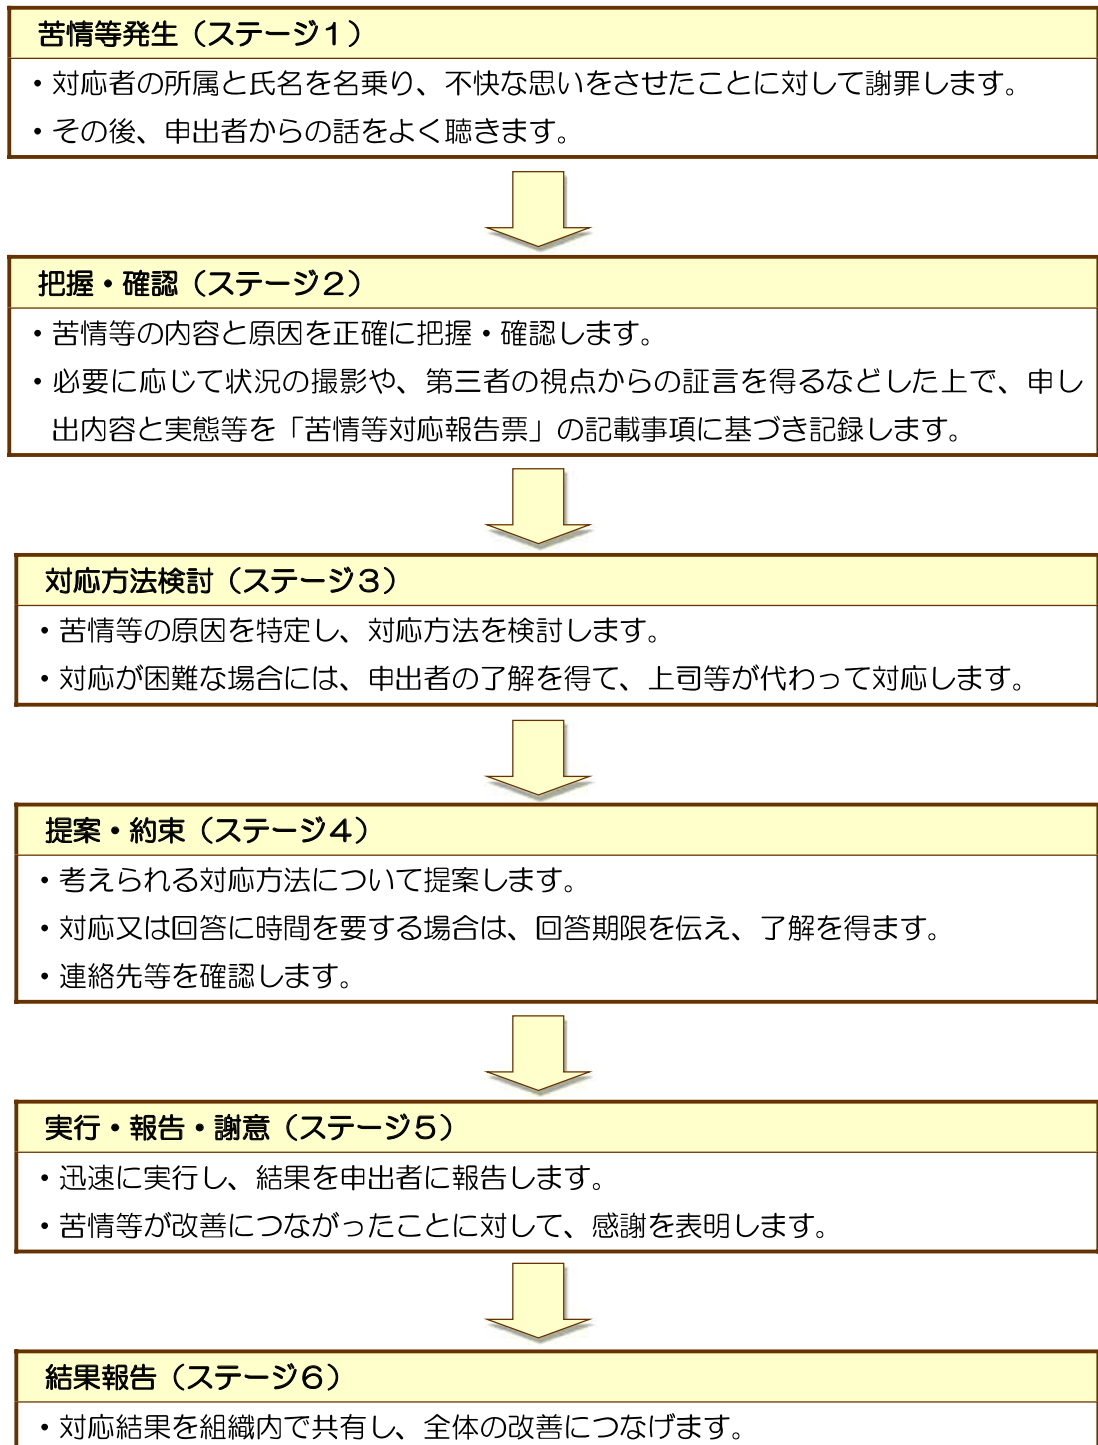 苦情等発生（ステージ１）
・対応者の所属と氏名を名乗り、不快な思いをさせたことに対して謝罪します。
・その後、申出者からの話をよく聴きます。
把握・確認（ステージ２）
・苦情等の内容と原因を正確に把握・確認します。
・必要に応じて状況の撮影や、第三者の視点からの証言を得るなどした上で、申し
出内容と実態等を「苦情等対応報告票」の記載事項に基づき記録します。
対応方法検討（ステージ３）
・苦情等の原因を特定し、対応方法を検討します。
・対応が困難な場合には、申出者の了解を得て、上司等が代わって対応します。
提案・約束（ステージ４）
・考えられる対応方法について提案します。
・対応又は回答に時間を要する場合は、回答期限を伝え、了解を得ます。
・連絡先等を確認します。
実行・報告・謝意（ステージ５）
・迅速に実行し、結果を申出者に報告します。
・苦情等が改善につながったことに対して、感謝を表明します。
結果報告（ステージ６）
・対応結果を組織内で共有し、全体の改善につなげます。